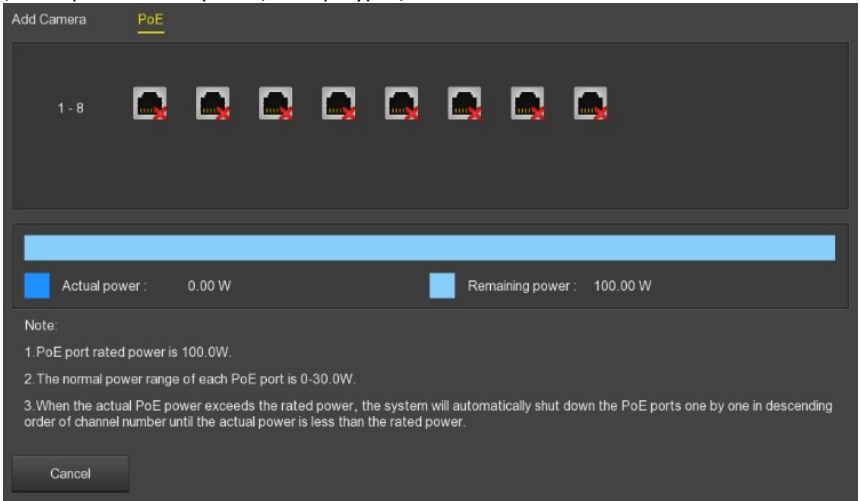 Add Camera PoE
1 - 8
Actual power : 0.00 W Remaining power : 100.00 W
Note:
1.PoE port rated power is 100.0W.
2.The normal power range of each PoE port is 0-30.0W.
3.When the actual PoE power exceeds the rated power, the system will automatically shut down the PoE ports one by one in descending
order of channel number until the actual power is less than the rated power.
Cancel